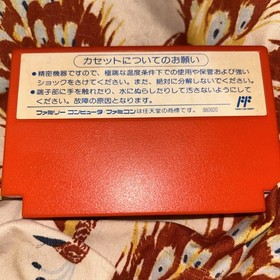 カセットについてのお願い
●精密機器ですので、極端な温度条件下での使用や保管および強い
ショックをさけてください。また、絶対に分解しないでください。
●端子部に手を触れたり、水にぬらしたりして汚さないようにして
ください。故障の原因となります。
ファミリーコンピュータ・ファミコンは任天堂の商標です。